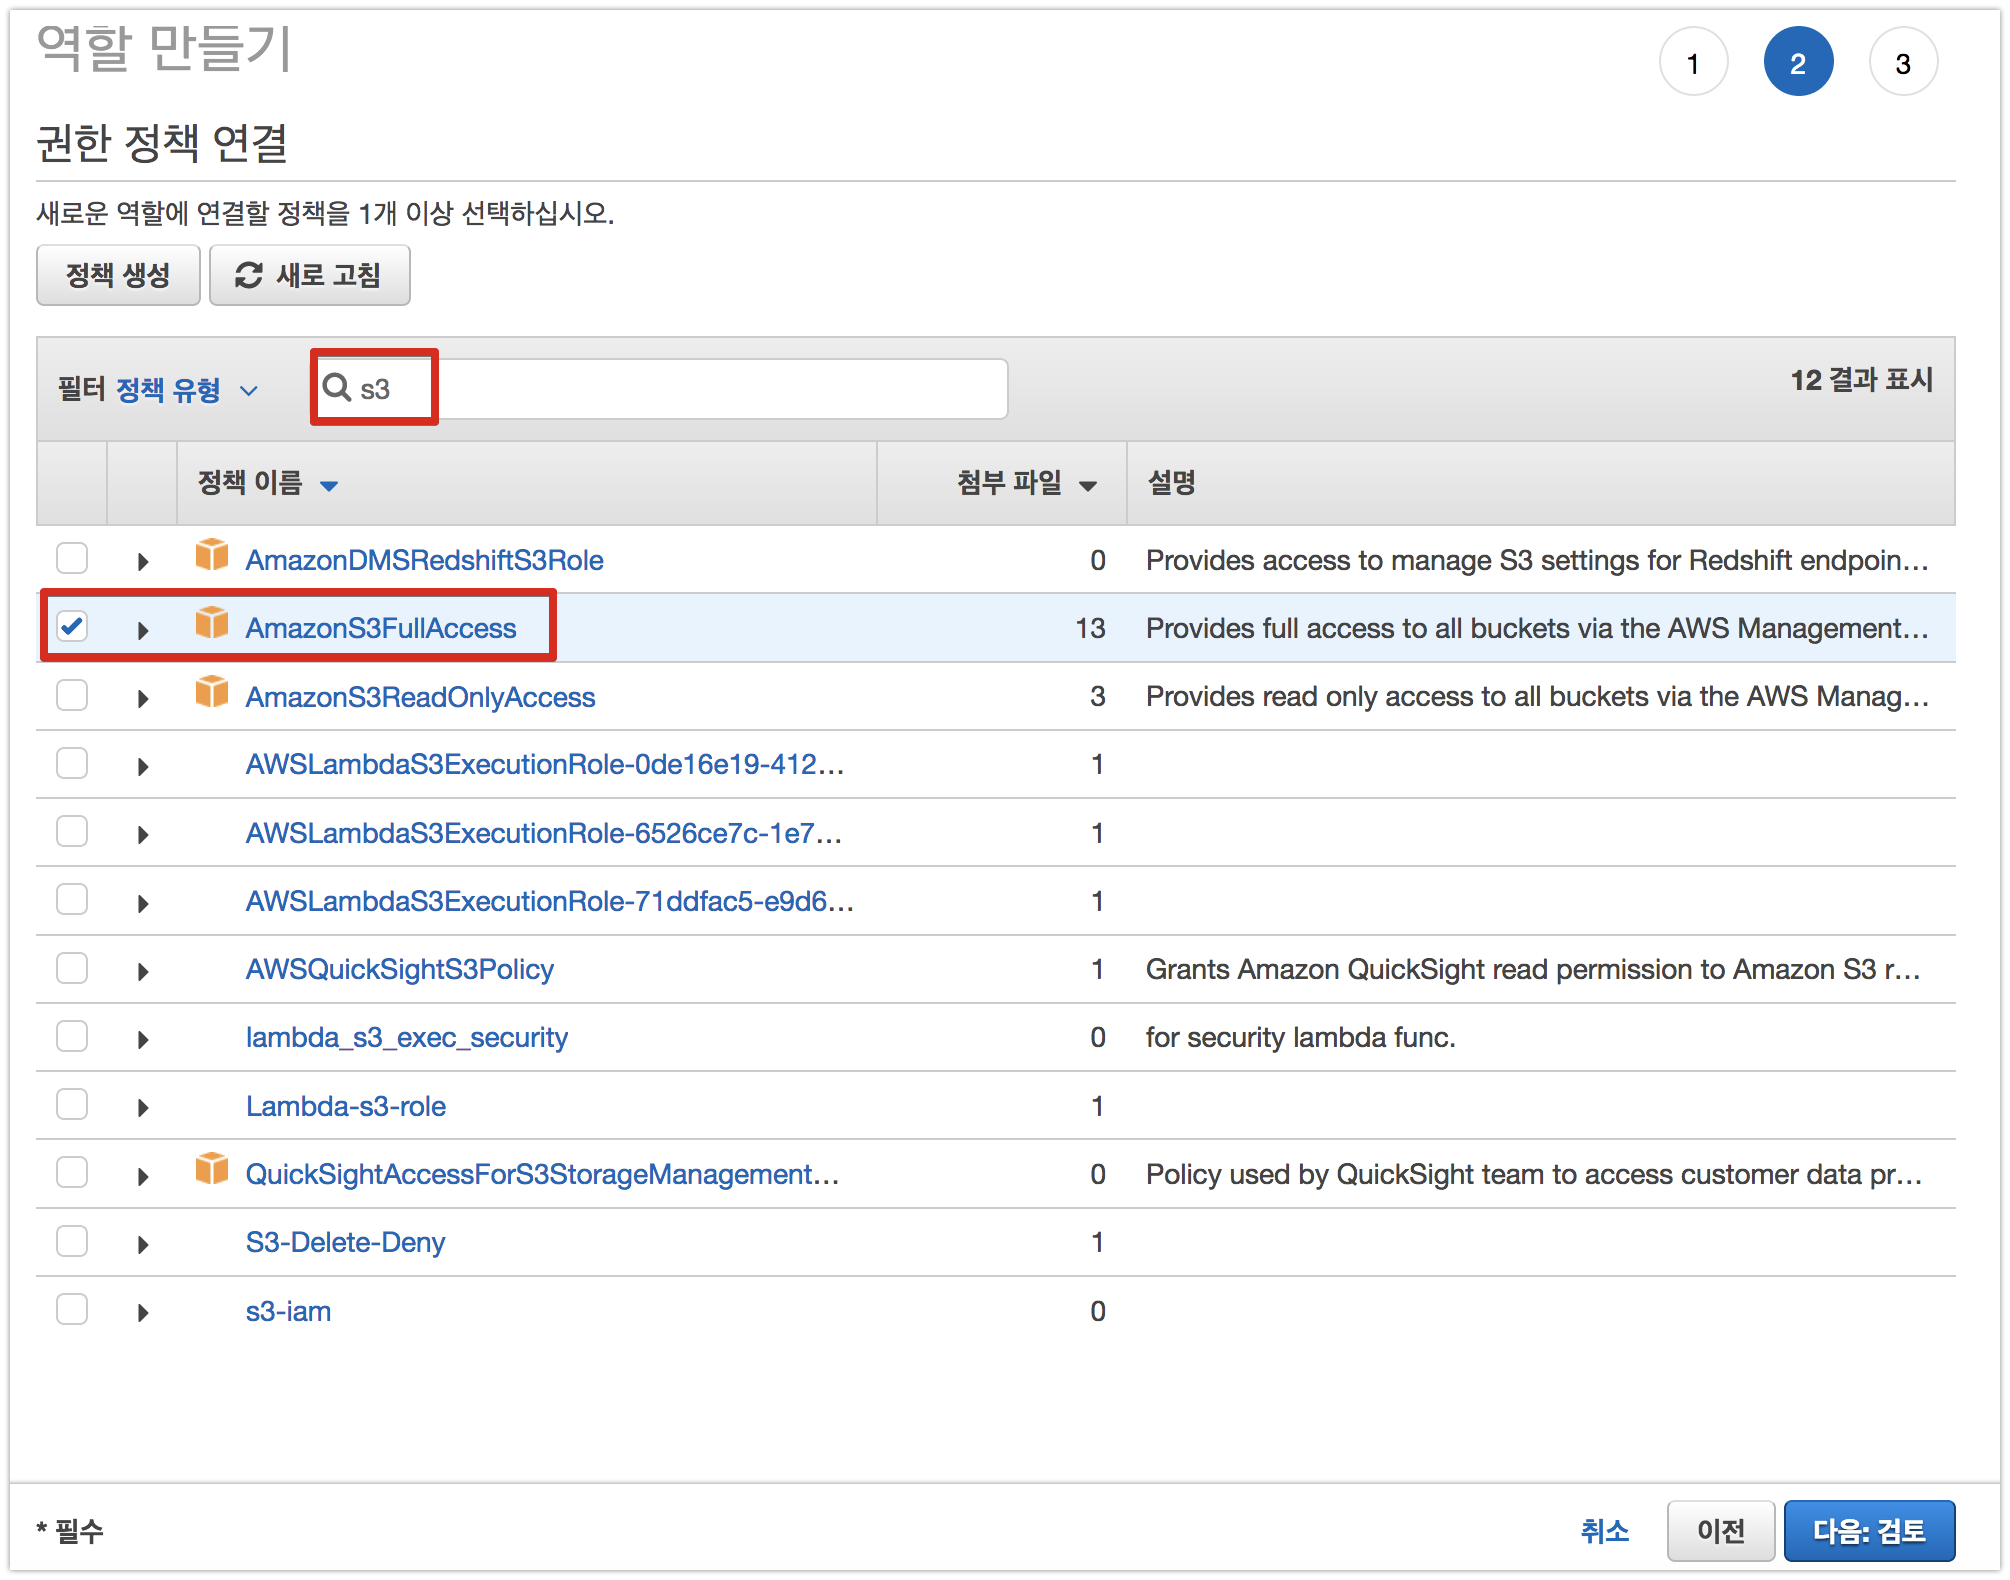 역할 만들기
1 2 3
권한 정책 연결
새로운 역할에 연결할 정책을 1개 이상 선택하십시오.
정책 생성 새로 고침
필터 정책 유형 s3 12 결과 표시
정책 이름 첨부 파일 설명
AmazonDMSRedshiftS3Role 0 Provides access to manage S3 settings for Redshift endpoin...
AmazonS3FullAccess 13 Provides full access to all buckets via the AWS Management...
AmazonS3ReadOnlyAccess 3 Provides read only access to all buckets via the AWS Manag...
AWSLambdaS3ExecutionRole-0de16e19-412... 1
AWSLambdaS3ExecutionRole-6526ce7c-1e7... 1
AWSLambdaS3ExecutionRole-71ddfac5-e9d6... 1
AWSQuickSightS3Policy 1 Grants Amazon QuickSight read permission to Amazon S3 r...
lambda_s3_exec_security 0 for security lambda func.
Lambda-s3-role 1
QuickSightAccessForS3StorageManagement... 0 Policy used by QuickSight team to access customer data pr...
S3-Delete-Deny 1
s3-iam 0
* 필수 취소 이전 다음: 검토